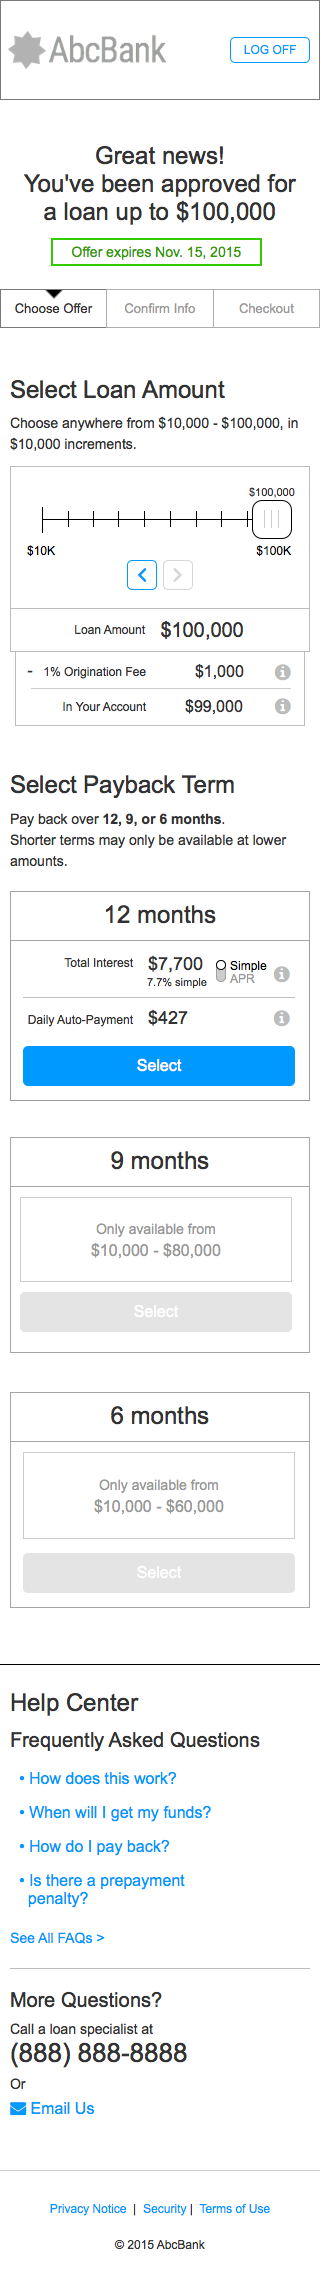 AbcBank
LOG OFF
Great news!
You've been approved for
a loan up to $100,000
Offer expires Nov. 15, 2015
Choose Offer
Confirm Info
Checkout
Select Loan Amount
Choose anywhere from $10,000 - $100,000, in
$10,000 increments.
$100,000
$10K
$100K
Loan Amount $100,000
- 1% Origination Fee $1,000
In Your Account $99,000
Select Payback Term
Pay back over 12, 9, or 6 months.
Shorter terms may only be available at lower
amounts.
12 months
Total Interest $7,700 Simple
7.7% simple APR
Daily Auto-Payment $427
Select
9 months
Only available from
$10,000 - $80,000
Select
6 months
Only available from
$10,000 - $60,000
Select
Help Center
Frequently Asked Questions
• How does this work?
• When will I get my funds?
• How do I pay back?
• Is there a prepayment
penalty?
See All FAQs >
More Questions?
Call a loan specialist at
(888) 888-8888
Or
Email Us
Privacy Notice | Security | Terms of Use
© 2015 AbcBank